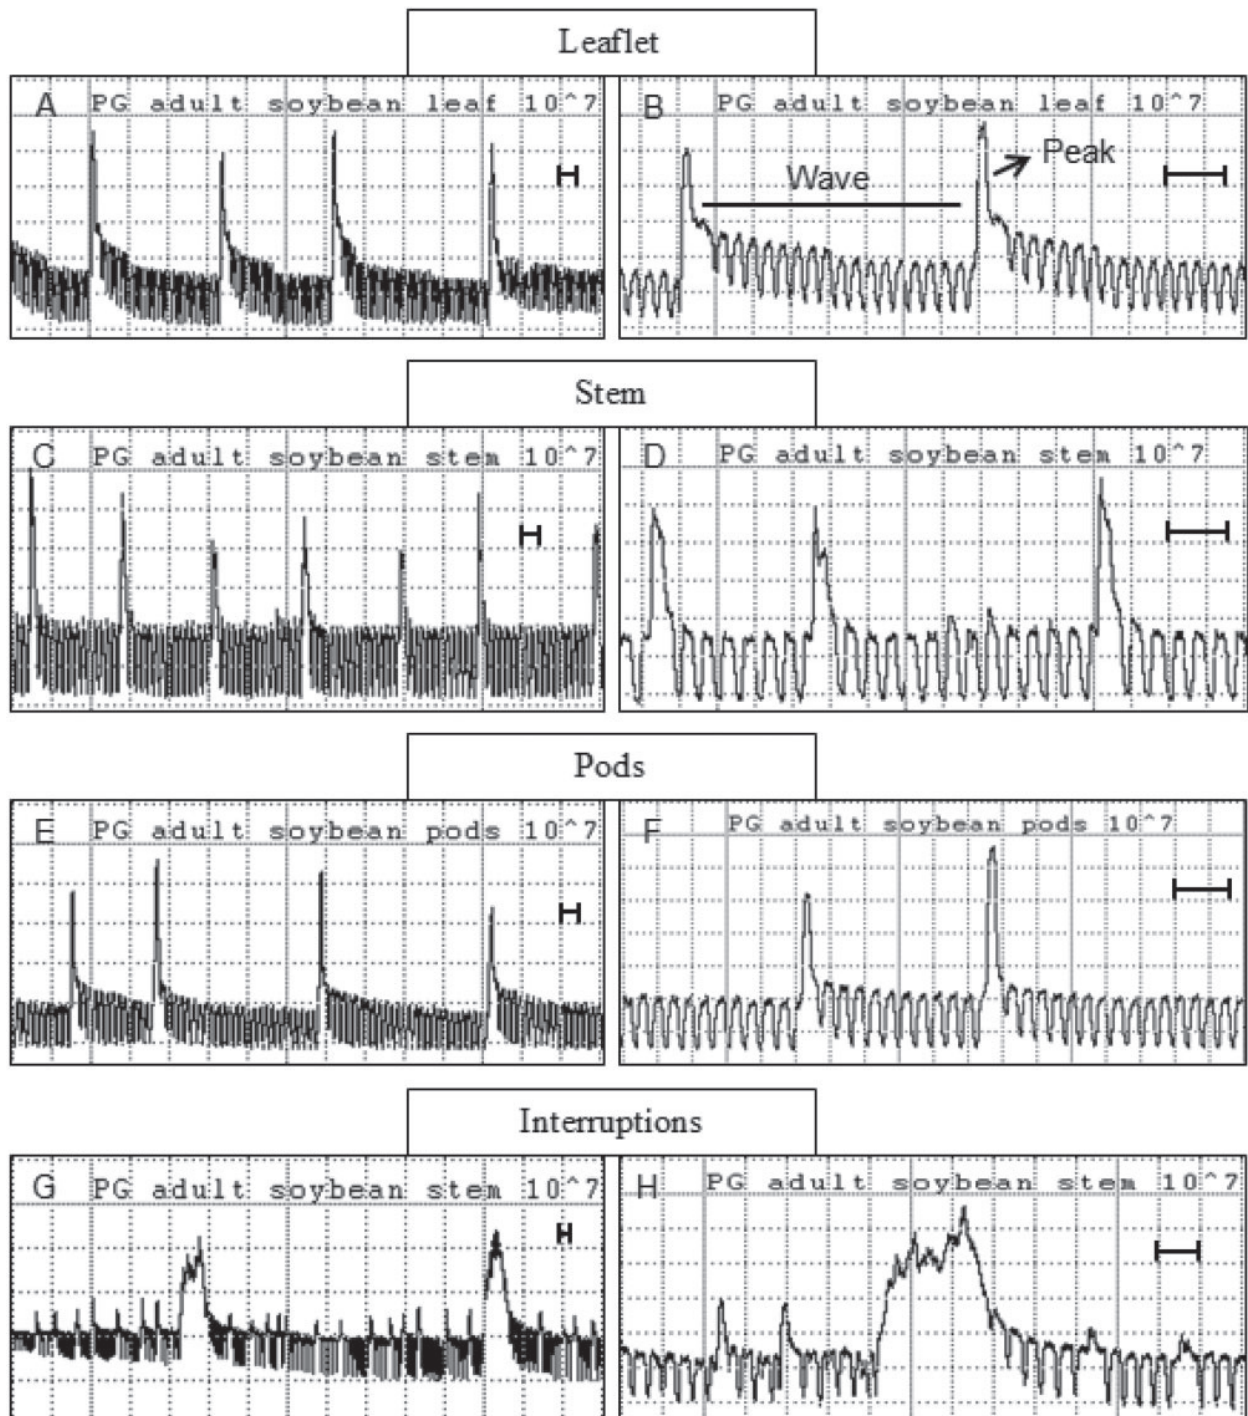 Leaflet
A PG adult soybean leaf 10^7
B PG adult soybean leaf 10^7
Peak
Wave
Stem
C PG adult soybean stem 10^7
D PG adult soybean stem 10^7
Pods
E PG adult soybean pods 10^7
F PG adult soybean pods 10^7
Interruptions
G PG adult soybean stem 10^7
H PG adult soybean stem 10^7